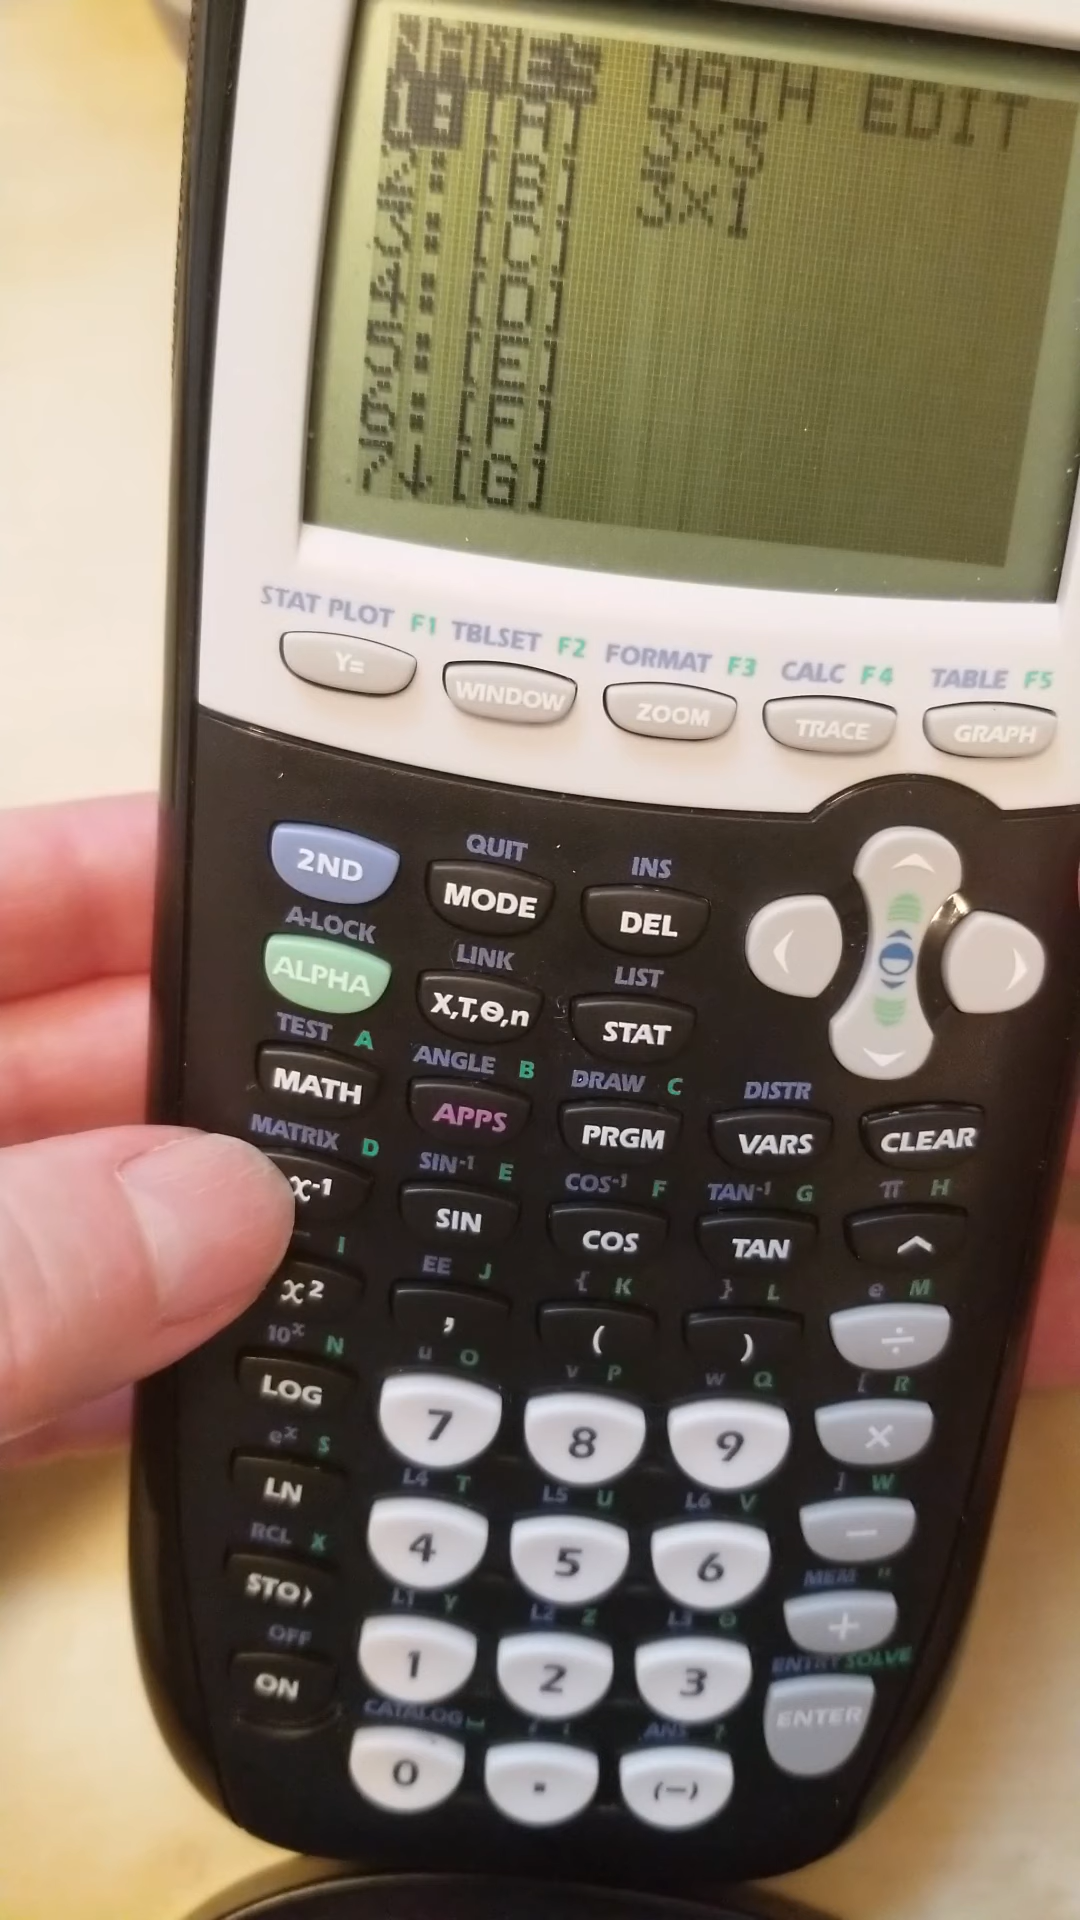 NAMES MATH EDIT
1: [A] 3×3
2: [B] 3×1
3: [C]
4: [D]
5: [E]
6: [F]
7↓ [G]
STAT PLOT F1 TBLSET F2 FORMAT F3 CALC F4 TABLE F5
Y= WINDOW ZOOM TRACE GRAPH
QUIT INS
2ND MODE DEL
A-LOCK LINK LIST
ALPHA X,T,Θ,n STAT
TEST A ANGLE B DRAW C DISTR
MATH APPS PRGM VARS CLEAR
MATRIX D SIN-1 E COS-1 F TAN-1 G π H
x-1 SIN COS TAN ^
I EE J { K } L e M
x2 , ( ) ÷
10x N u O v P w Q [ R
LOG 7 8 9 ×
ex S L4 T L5 U L6 V ] W
LN 4 5 6 −
RCL X L1 Y L2 Z L3 θ MEM "
STO› 1 2 3 +
OFF CATALOG ⎵ i : ANS ? ENTRY SOLVE
ON 0 . (−) ENTER